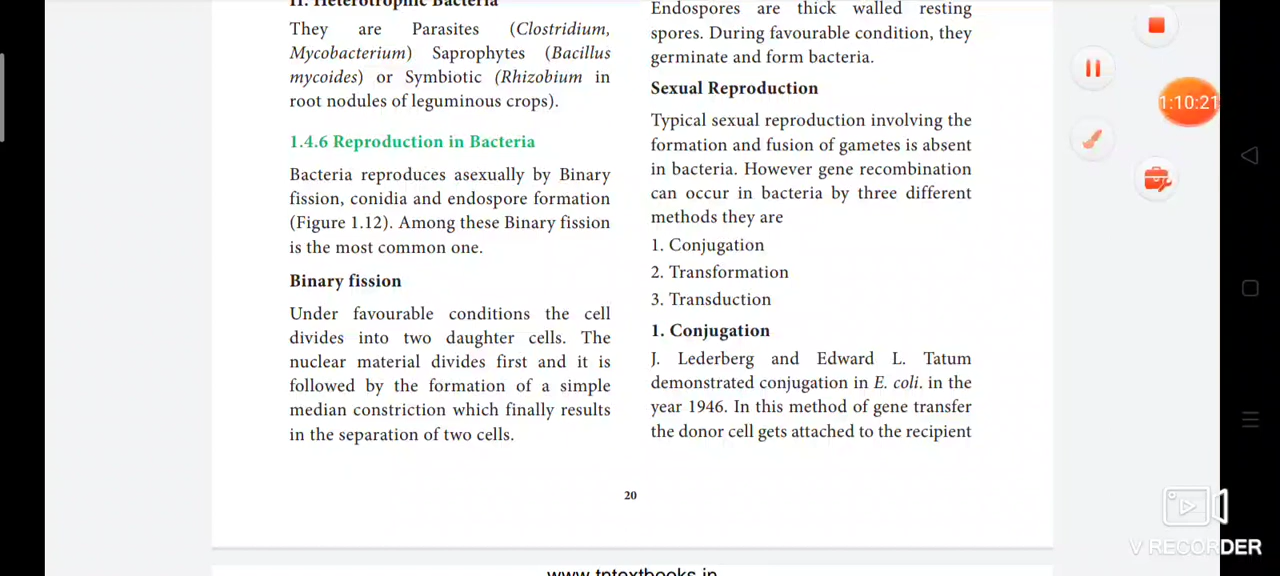 II. Heterotrophic Bacteria
They are Parasites (Clostridium,
Mycobacterium) Saprophytes (Bacillus
mycoides) or Symbiotic (Rhizobium in
root nodules of leguminous crops).
1.4.6 Reproduction in Bacteria
Bacteria reproduces asexually by Binary
fission, conidia and endospore formation
(Figure 1.12). Among these Binary fission
is the most common one.
Binary fission
Under favourable conditions the cell
divides into two daughter cells. The
nuclear material divides first and it is
followed by the formation of a simple
median constriction which finally results
in the separation of two cells.
Endospores are thick walled resting
spores. During favourable condition, they
germinate and form bacteria.
Sexual Reproduction
Typical sexual reproduction involving the
formation and fusion of gametes is absent
in bacteria. However gene recombination
can occur in bacteria by three different
methods they are
1. Conjugation
2. Transformation
3. Transduction
1. Conjugation
J. Lederberg and Edward L. Tatum
demonstrated conjugation in E. coli. in the
year 1946. In this method of gene transfer
the donor cell gets attached to the recipient
20
www.tntextbooks.in
1:10:21
V RECORDER